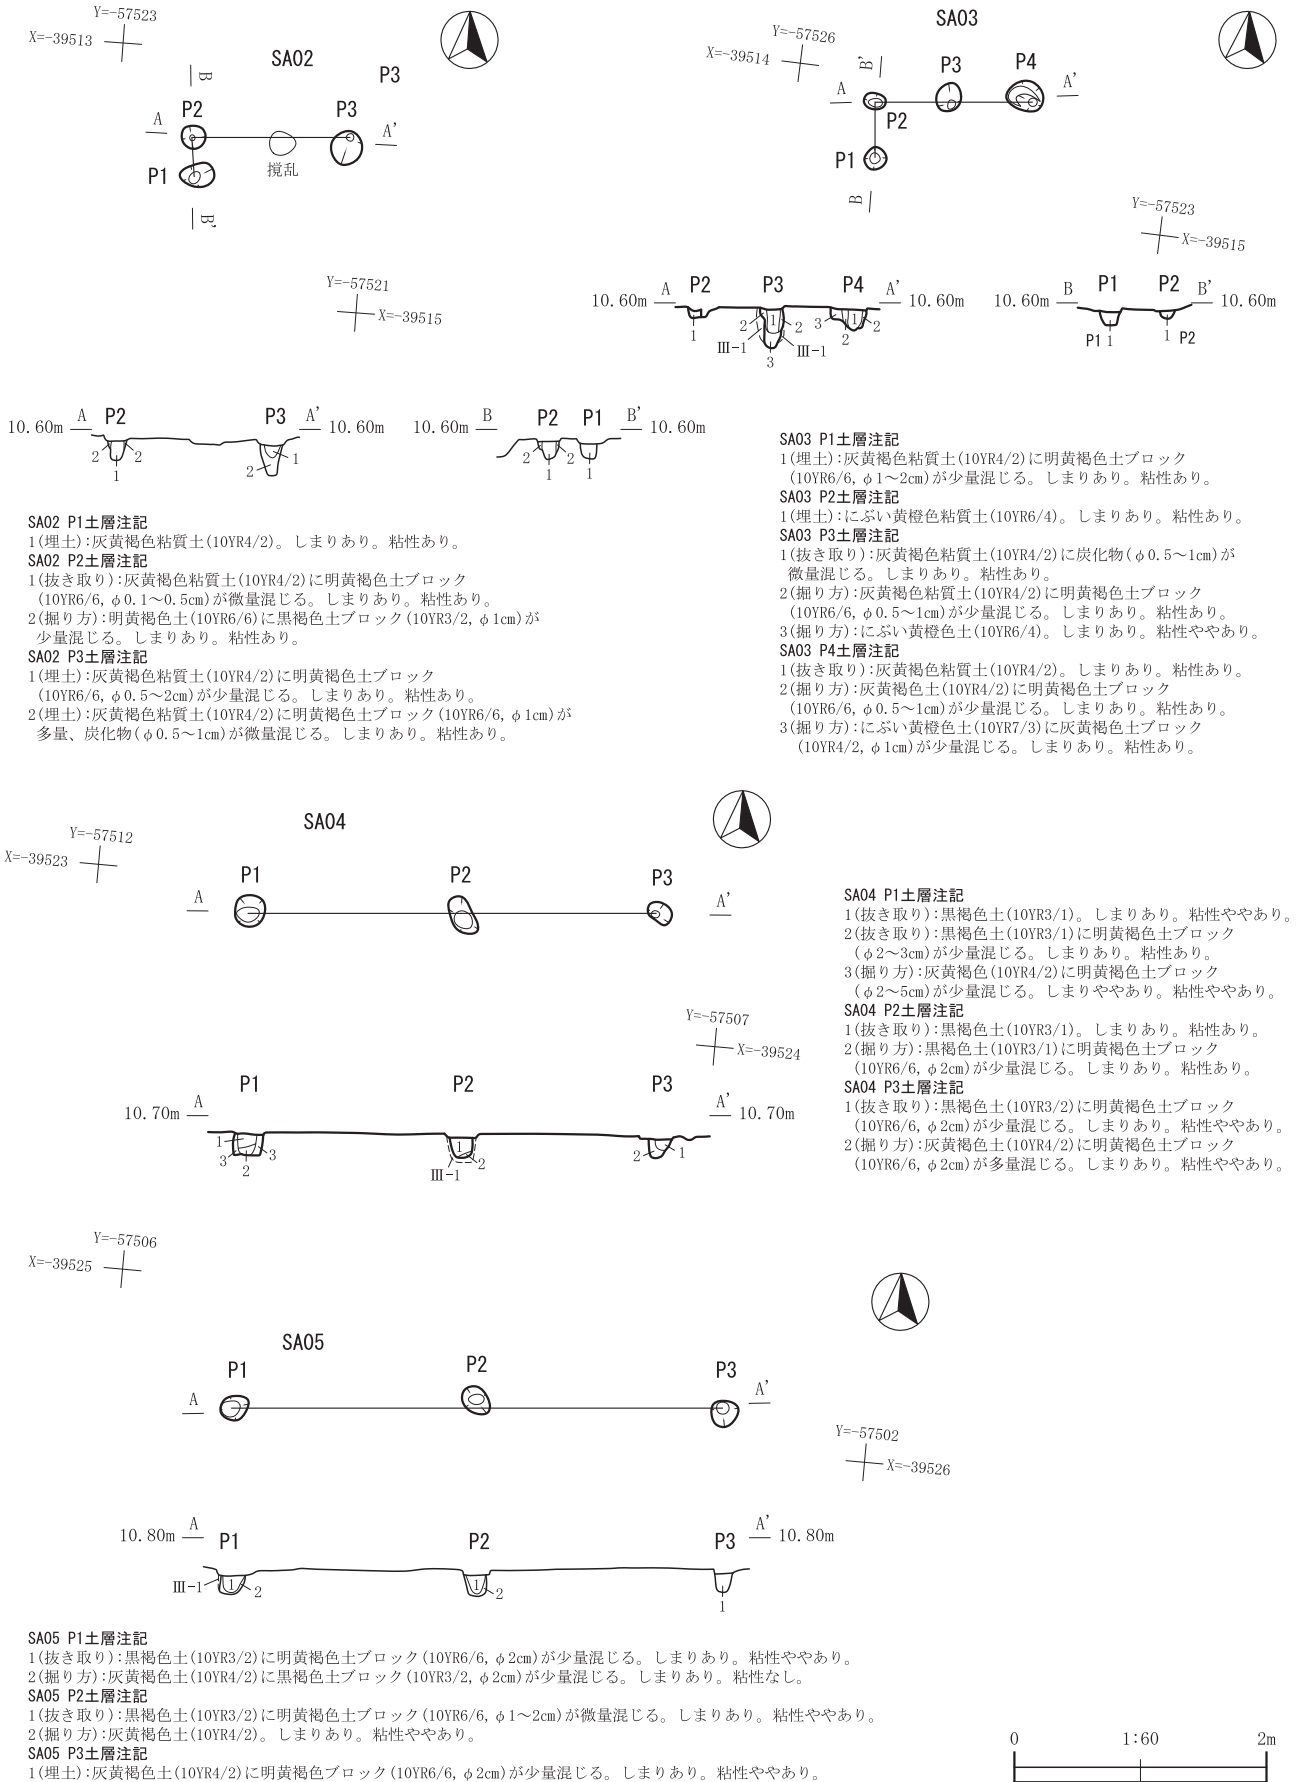 Y=-57523
X=-39513
SA02
P3
B
P2
P3
A
A'
P1
撹乱
B'
Y=-57521
X=-39515
SA03
Y=-57526
X=-39514
B'
P3
P4
A
A'
P2
P1
B
Y=-57523
X=-39515
10.60m
A
P2
P3
P4
A'
10.60m
1
2
1
2
3
1
2
2
Ⅲ-1
Ⅲ-1
3
10.60m
B
P1
P2
B'
10.60m
P1
1
1
P2
10.60m
A
P2
P3
A'
10.60m
2
2
1
1
2
10.60m
B
P2
P1
B'
10.60m
2
2
1
1
SA02 P1土層注記
1(埋土):灰黄褐色粘質土(10YR4/2)。しまりあり。粘性あり。
SA02 P2土層注記
1(抜き取り):灰黄褐色粘質土(10YR4/2)に明黄褐色土ブロック
(10YR6/6,φ0.1～0.5cm)が微量混じる。しまりあり。粘性あり。
2(掘り方):明黄褐色土(10YR6/6)に黒褐色土ブロック(10YR3/2,φ1cm)が
少量混じる。しまりあり。粘性あり。
SA02 P3土層注記
1(埋土):灰黄褐色粘質土(10YR4/2)に明黄褐色土ブロック
(10YR6/6,φ0.5～2cm)が少量混じる。しまりあり。粘性あり。
2(埋土):灰黄褐色粘質土(10YR4/2)に明黄褐色土ブロック(10YR6/6,φ1cm)が
多量、炭化物(φ0.5～1cm)が微量混じる。しまりあり。粘性あり。
SA03 P1土層注記
1(埋土):灰黄褐色粘質土(10YR4/2)に明黄褐色土ブロック
(10YR6/6,φ1～2cm)が少量混じる。しまりあり。粘性あり。
SA03 P2土層注記
1(埋土):にぶい黄橙色粘質土(10YR6/4)。しまりあり。粘性あり。
SA03 P3土層注記
1(抜き取り):灰黄褐色粘質土(10YR4/2)に炭化物(φ0.5～1cm)が
微量混じる。しまりあり。粘性あり。
2(掘り方):灰黄褐色粘質土(10YR4/2)に明黄褐色土ブロック
(10YR6/6,φ0.5～1cm)が少量混じる。しまりあり。粘性あり。
3(掘り方):にぶい黄橙色土(10YR6/4)。しまりあり。粘性ややあり。
SA03 P4土層注記
1(抜き取り):灰黄褐色粘質土(10YR4/2)。しまりあり。粘性あり。
2(掘り方):灰黄褐色土(10YR4/2)に明黄褐色土ブロック
(10YR6/6,φ0.5～1cm)が少量混じる。しまりあり。粘性あり。
3(掘り方):にぶい黄橙色土(10YR7/3)に灰黄褐色土ブロック
(10YR4/2,φ1cm)が少量混じる。しまりあり。粘性あり。
SA04
Y=-57512
X=-39523
P1
P2
P3
A
A'
Y=-57507
X=-39524
P1
P2
P3
10.70m
A
A'
10.70m
1
3
2
3
1
2
Ⅲ-1
2
1
SA04 P1土層注記
1(抜き取り):黒褐色土(10YR3/1)。しまりあり。粘性ややあり。
2(抜き取り):黒褐色土(10YR3/1)に明黄褐色土ブロック
(φ2～3cm)が少量混じる。しまりあり。粘性あり。
3(掘り方):灰黄褐色(10YR4/2)に明黄褐色土ブロック
(φ2～5cm)が少量混じる。しまりややあり。粘性ややあり。
SA04 P2土層注記
1(抜き取り):黒褐色土(10YR3/1)。しまりあり。粘性あり。
2(掘り方):黒褐色土(10YR3/1)に明黄褐色土ブロック
(10YR6/6,φ2cm)が少量混じる。しまりあり。粘性あり。
SA04 P3土層注記
1(抜き取り):黒褐色土(10YR3/2)に明黄褐色土ブロック
(10YR6/6,φ2cm)が少量混じる。しまりあり。粘性ややあり。
2(掘り方):灰黄褐色土(10YR4/2)に明黄褐色土ブロック
(10YR6/6,φ2cm)が多量混じる。しまりあり。粘性ややあり。
Y=-57506
X=-39525
SA05
P1
P2
P3
A
A'
Y=-57502
X=-39526
10.80m
A
P1
P2
P3
A'
10.80m
Ⅲ-1
1
2
1
2
1
SA05 P1土層注記
1(抜き取り):黒褐色土(10YR3/2)に明黄褐色土ブロック(10YR6/6,φ2cm)が少量混じる。しまりあり。粘性ややあり。
2(掘り方):灰黄褐色土(10YR4/2)に黒褐色土ブロック(10YR3/2,φ2cm)が少量混じる。しまりあり。粘性なし。
SA05 P2土層注記
1(抜き取り):黒褐色土(10YR3/2)に明黄褐色土ブロック(10YR6/6,φ1～2cm)が微量混じる。しまりあり。粘性ややあり。
2(掘り方):灰黄褐色土(10YR4/2)。しまりあり。粘性ややあり。
SA05 P3土層注記
1(埋土):灰黄褐色土(10YR4/2)に明黄褐色ブロック(10YR6/6,φ2cm)が少量混じる。しまりあり。粘性ややあり。
0
1:60
2m